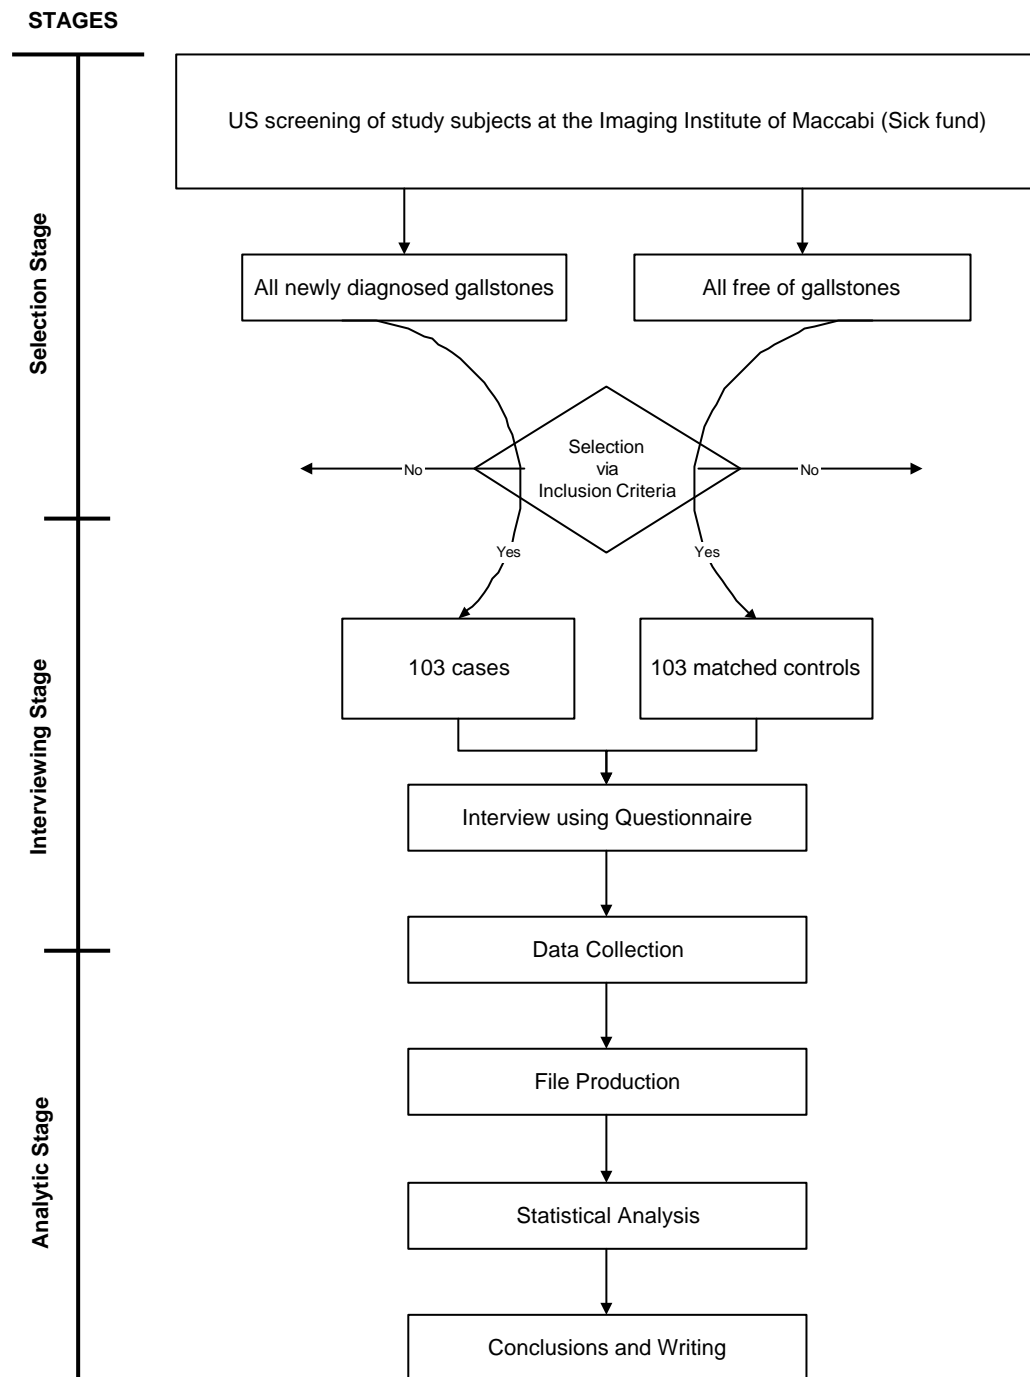 STAGES
US screening of study subjects at the Imaging Institute of Maccabi (Sick fund)
Selection Stage
All newly diagnosed gallstones
All free of gallstones
Selection
via
Inclusion Criteria
No
No
Yes
Yes
Interviewing Stage
103 cases
103 matched controls
Interview using Questionnaire
Data Collection
Analytic Stage
File Production
Statistical Analysis
Conclusions and Writing